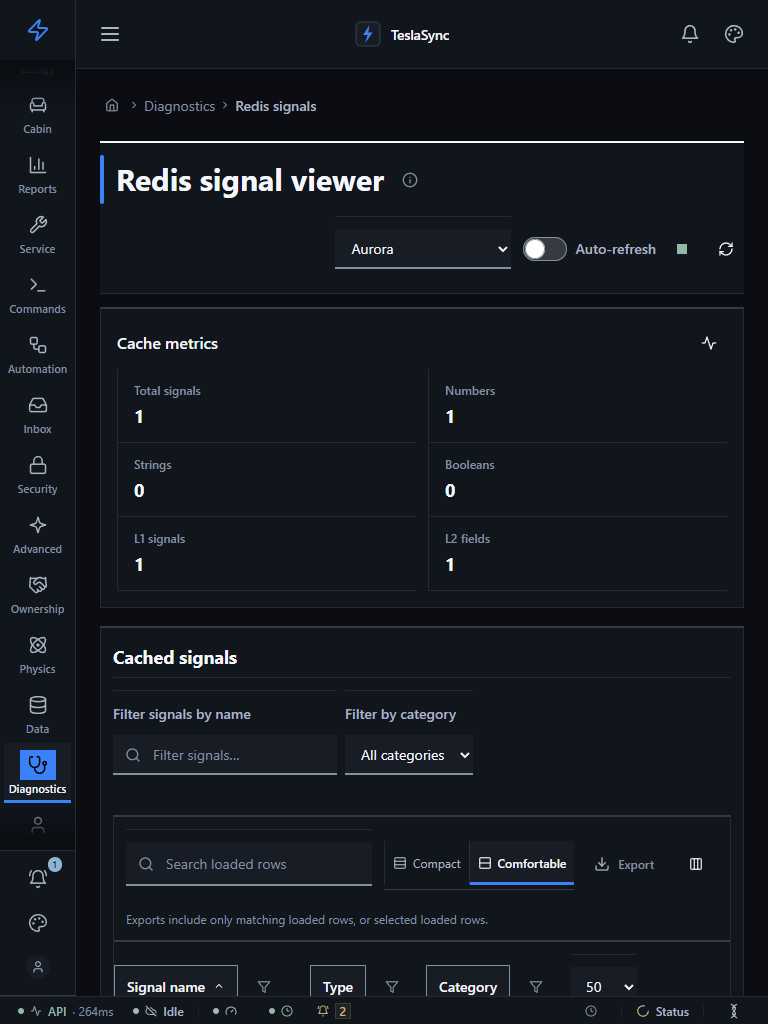 TeslaSync
Energy
Cabin
Reports
Service
Commands
Automation
Inbox
Security
Advanced
Ownership
Physics
Data
Diagnostics
1
Diagnostics > Redis signals
Redis signal viewer
Aurora
Auto-refresh
Cache metrics
Total signals
1
Numbers
1
Strings
0
Booleans
0
L1 signals
1
L2 fields
1
Cached signals
Filter signals by name
Filter by category
Filter signals...
All categories
Search loaded rows
Compact
Comfortable
Export
Exports include only matching loaded rows, or selected loaded rows.
Signal name
Type
Category
50
API · 264ms
Idle
2
Status